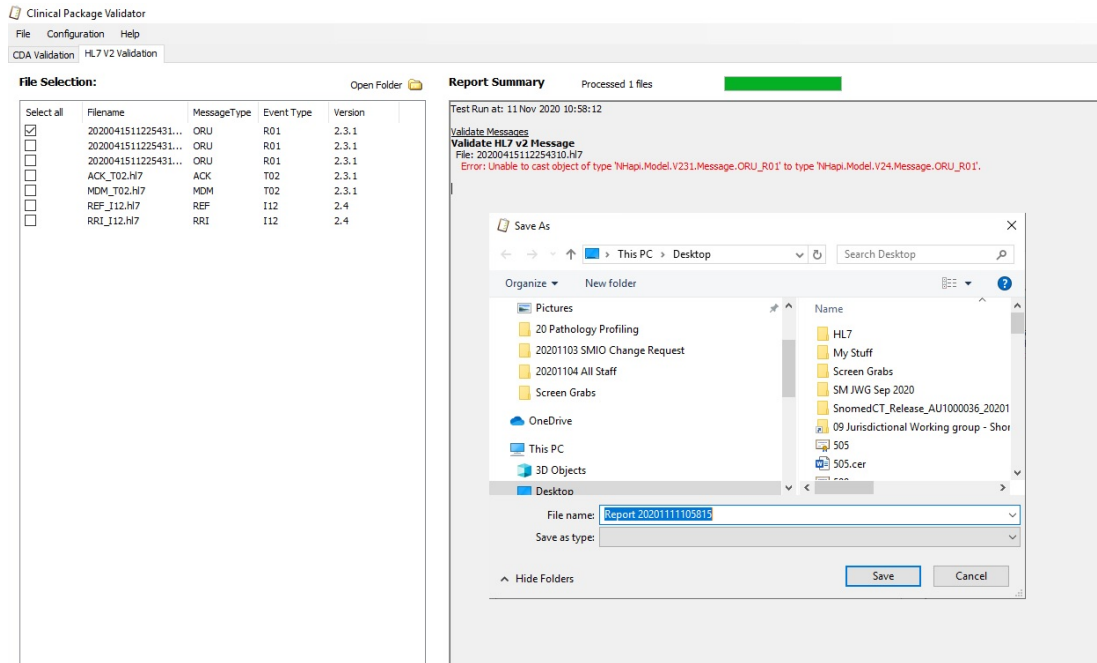 Clinical Package Validator
File Configuration Help
CDA Validation HL7 V2 Validation
File Selection:
Open Folder
Select all Filename MessageType Event Type Version
2020041511225431... ORU R01 2.3.1
2020041511225431... ORU R01 2.3.1
2020041511225431... ORU R01 2.3.1
ACK_T02.hl7 ACK T02 2.3.1
MDM_T02.hl7 MDM T02 2.3.1
REF_I12.hl7 REF I12 2.4
RRI_I12.hl7 RRI I12 2.4
Report Summary Processed 1 files
Test Run at: 11 Nov 2020 10:58:12
Validate Messages
Validate HL7 v2 Message
File: 20200415112254310.hl7
Error: Unable to cast object of type 'NHapi.Model.V231.Message.ORU_R01' to type 'NHapi.Model.V24.Message.ORU_R01'.
Save As
This PC > Desktop
Search Desktop
Organize New folder
Pictures
20 Pathology Profiling
20201103 SMIO Change Request
20201104 All Staff
Screen Grabs
OneDrive
This PC
3D Objects
Desktop
Name
HL7
My Stuff
Screen Grabs
SM JWG Sep 2020
SnomedCT_Release_AU1000036_20201
09 Jurisdictional Working group - Shor
505
505.cer
File name: Report 20201111105815
Save as type:
Hide Folders
Save Cancel